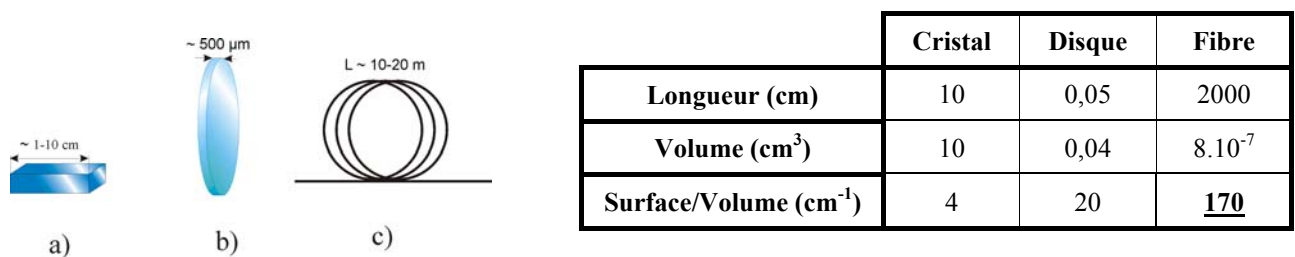 ~ 500 µm
L ~ 10-20 m
~ 1-10 cm
a)
b)
c)
Cristal Disque Fibre
Longueur (cm) 10 0,05 2000
Volume (cm³) 10 0,04 8.10⁻⁷
Surface/Volume (cm⁻¹) 4 20 170